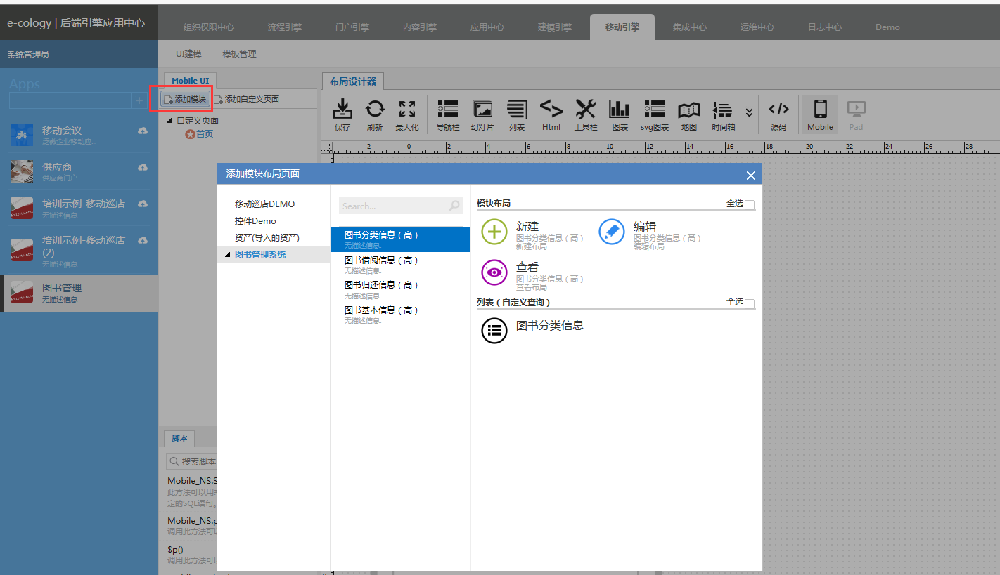 e-cology | 后端引擎应用中心
组织权限中心 流程引擎 门户引擎 内容引擎 应用中心 建模引擎 移动引擎 集成中心 运维中心 日志中心 Demo
系统管理员
UI建模 模板管理
Apps
移动会议
泛微企业移动应...
供应商
供应商门户
培训示例-移动巡店
无描述信息
培训示例-移动巡店
(2)
无描述信息
图书管理
无描述信息
Mobile UI
添加模块 添加自定义页面
自定义页面
首页
布局设计器
保存 刷新 最大化 导航栏 幻灯片 列表 Html 工具栏 图表 svg图表 地图 时间轴 源码 Mobile Pad
2 0 2 4 6 8 10 12 14 16 18 20 22 24 26 28
添加模块布局页面
移动巡店DEMO
控件Demo
资产(导入的资产)
图书管理系统
Search...
图书分类信息（高）
无描述信息.
图书借阅信息（高）
无描述信息.
图书归还信息（高）
无描述信息.
图书基本信息（高）
无描述信息.
模块布局 全选
新建
图书分类信息（高）
新建布局
编辑
图书分类信息（高）
编辑布局
查看
图书分类信息（高）
查看布局
列表（自定义查询） 全选
图书分类信息
脚本
搜索脚本
Mobile_NS.S
此方法可以用来
定的SQL语句。
Mobile_NS.p
调用此方法可以
$p()
调用此方法可以